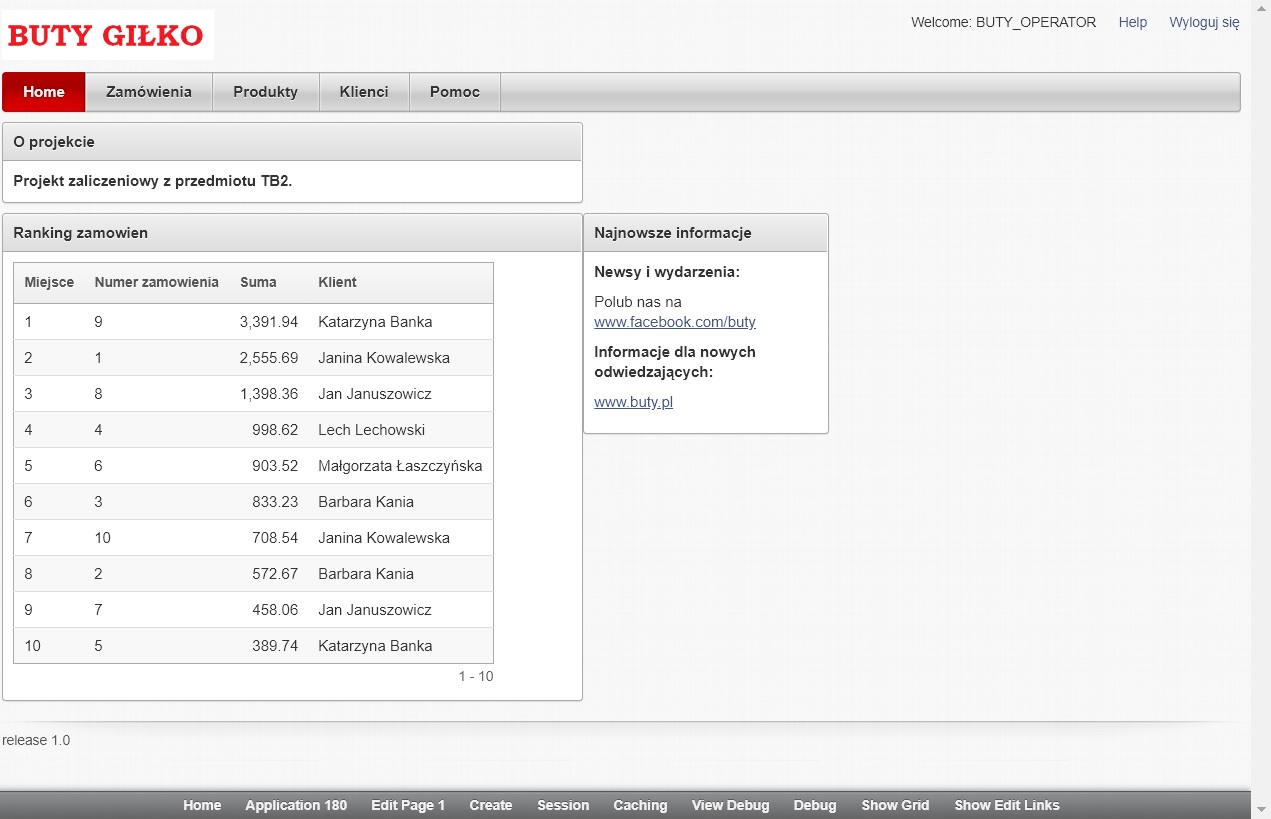 BUTY GIŁKO
Welcome: BUTY_OPERATOR Help Wyloguj się
Home Zamówienia Produkty Klienci Pomoc
O projekcie
Projekt zaliczeniowy z przedmiotu TB2.
Ranking zamowien
Miejsce Numer zamowienia Suma Klient
1 9 3,391.94 Katarzyna Banka
2 1 2,555.69 Janina Kowalewska
3 8 1,398.36 Jan Januszowicz
4 4 998.62 Lech Lechowski
5 6 903.52 Małgorzata Łaszczyńska
6 3 833.23 Barbara Kania
7 10 708.54 Janina Kowalewska
8 2 572.67 Barbara Kania
9 7 458.06 Jan Januszowicz
10 5 389.74 Katarzyna Banka
1 - 10
Najnowsze informacje
Newsy i wydarzenia:
Polub nas na
www.facebook.com/buty
Informacje dla nowych
odwiedzających:
www.buty.pl
release 1.0
Home Application 180 Edit Page 1 Create Session Caching View Debug Debug Show Grid Show Edit Links